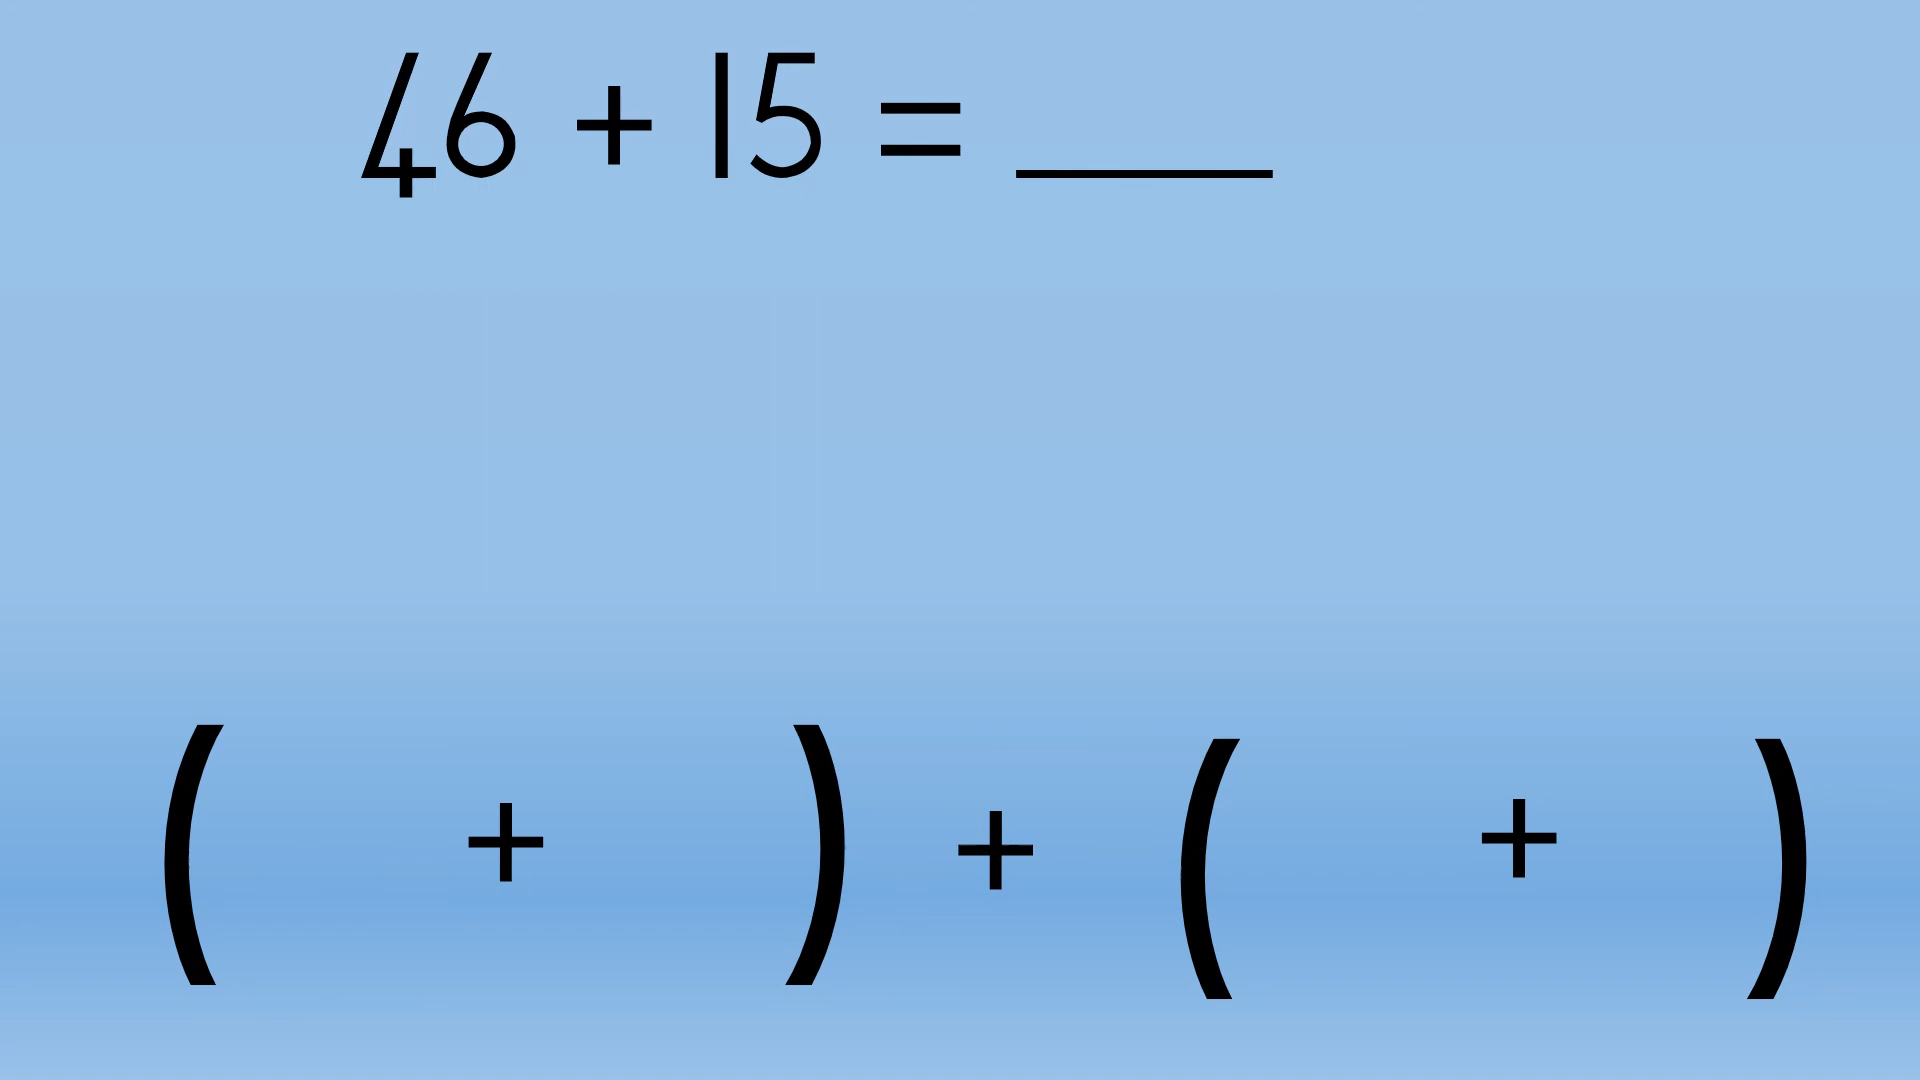 46 + 15 = ____
( + ) + ( + )